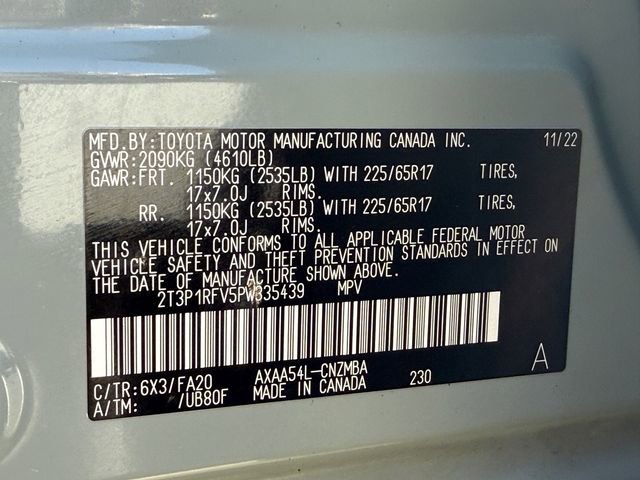 MFD.BY:TOYOTA MOTOR MANUFACTURING CANADA INC. 11/22
GVWR:2090KG (4610LB)
GAWR:FRT. 1150KG (2535LB) WITH 225/65R17 TIRES,
17x7.0J RIMS.
RR. 1150KG (2535LB) WITH 225/65R17 TIRES,
17x7.0J RIMS.
THIS VEHICLE CONFORMS TO ALL APPLICABLE FEDERAL MOTOR
VEHICLE SAFETY AND THEFT PREVENTION STANDARDS IN EFFECT ON
THE DATE OF MANUFACTURE SHOWN ABOVE.
2T3P1RFV5PW335439 MPV
C/TR:6X3/FA20 AXAA54L-CNZMBA 230 A
A/TM: /UB80F MADE IN CANADA